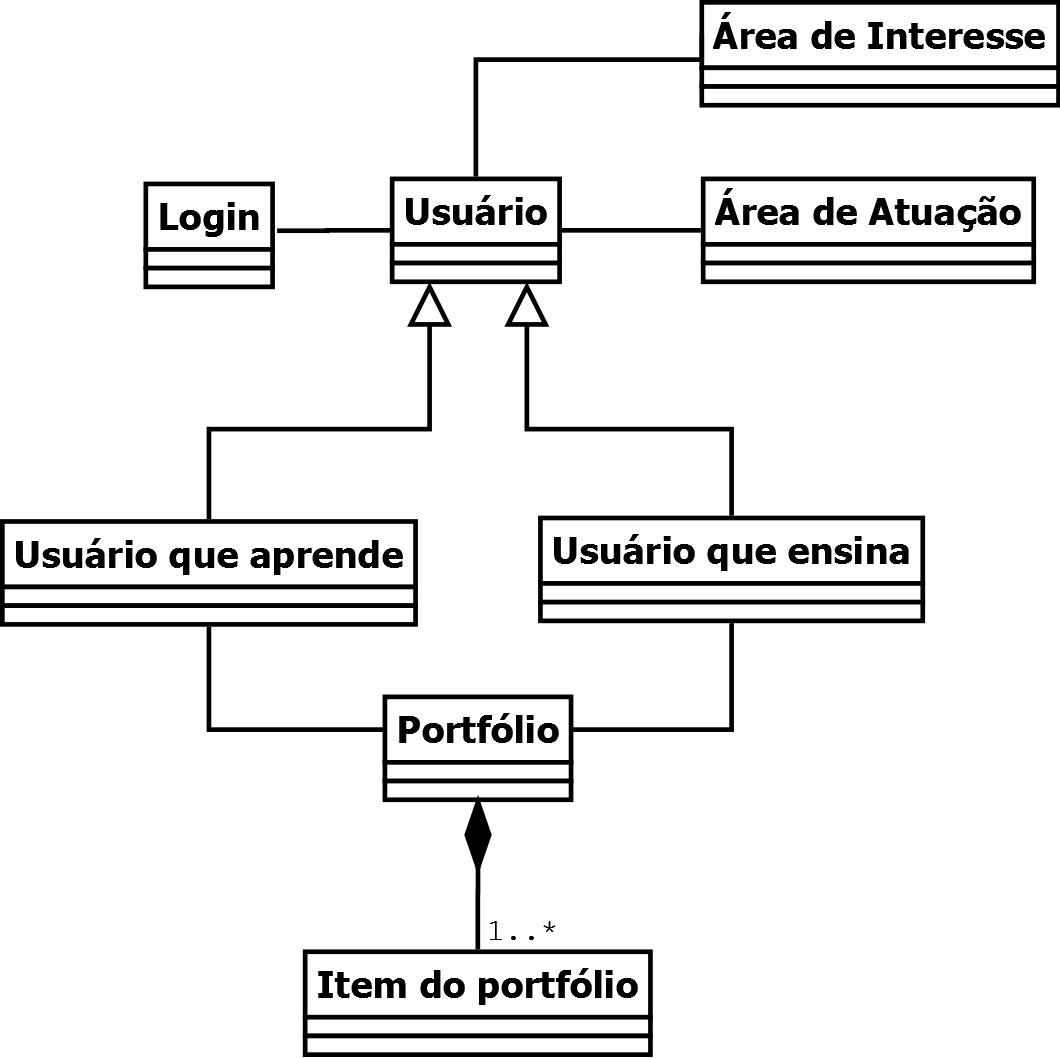 Área de Interesse
Login
Usuário
Área de Atuação
Usuário que aprende
Usuário que ensina
Portfólio
1..*
Item do portfólio